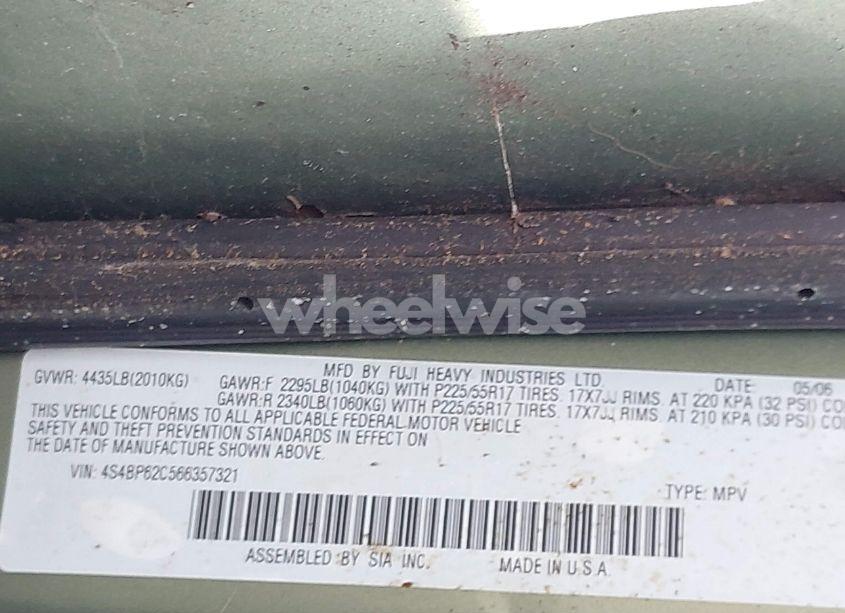 wheelwise
MFD BY FUJI HEAVY INDUSTRIES LTD. DATE: 05/06
GVWR: 4435LB(2010KG) GAWR:F 2295LB(1040KG) WITH P225/55R17 TIRES, 17X7JJ RIMS, AT 220 KPA (32 PSI)
GAWR:R 2340LB(1060KG) WITH P225/55R17 TIRES, 17X7JJ RIMS, AT 210 KPA (30 PSI)
THIS VEHICLE CONFORMS TO ALL APPLICABLE FEDERAL MOTOR VEHICLE
SAFETY AND THEFT PREVENTION STANDARDS IN EFFECT ON
THE DATE OF MANUFACTURE SHOWN ABOVE.
VIN: 4S4BP62C566357321 TYPE: MPV
ASSEMBLED BY SIA INC. MADE IN U.S.A.